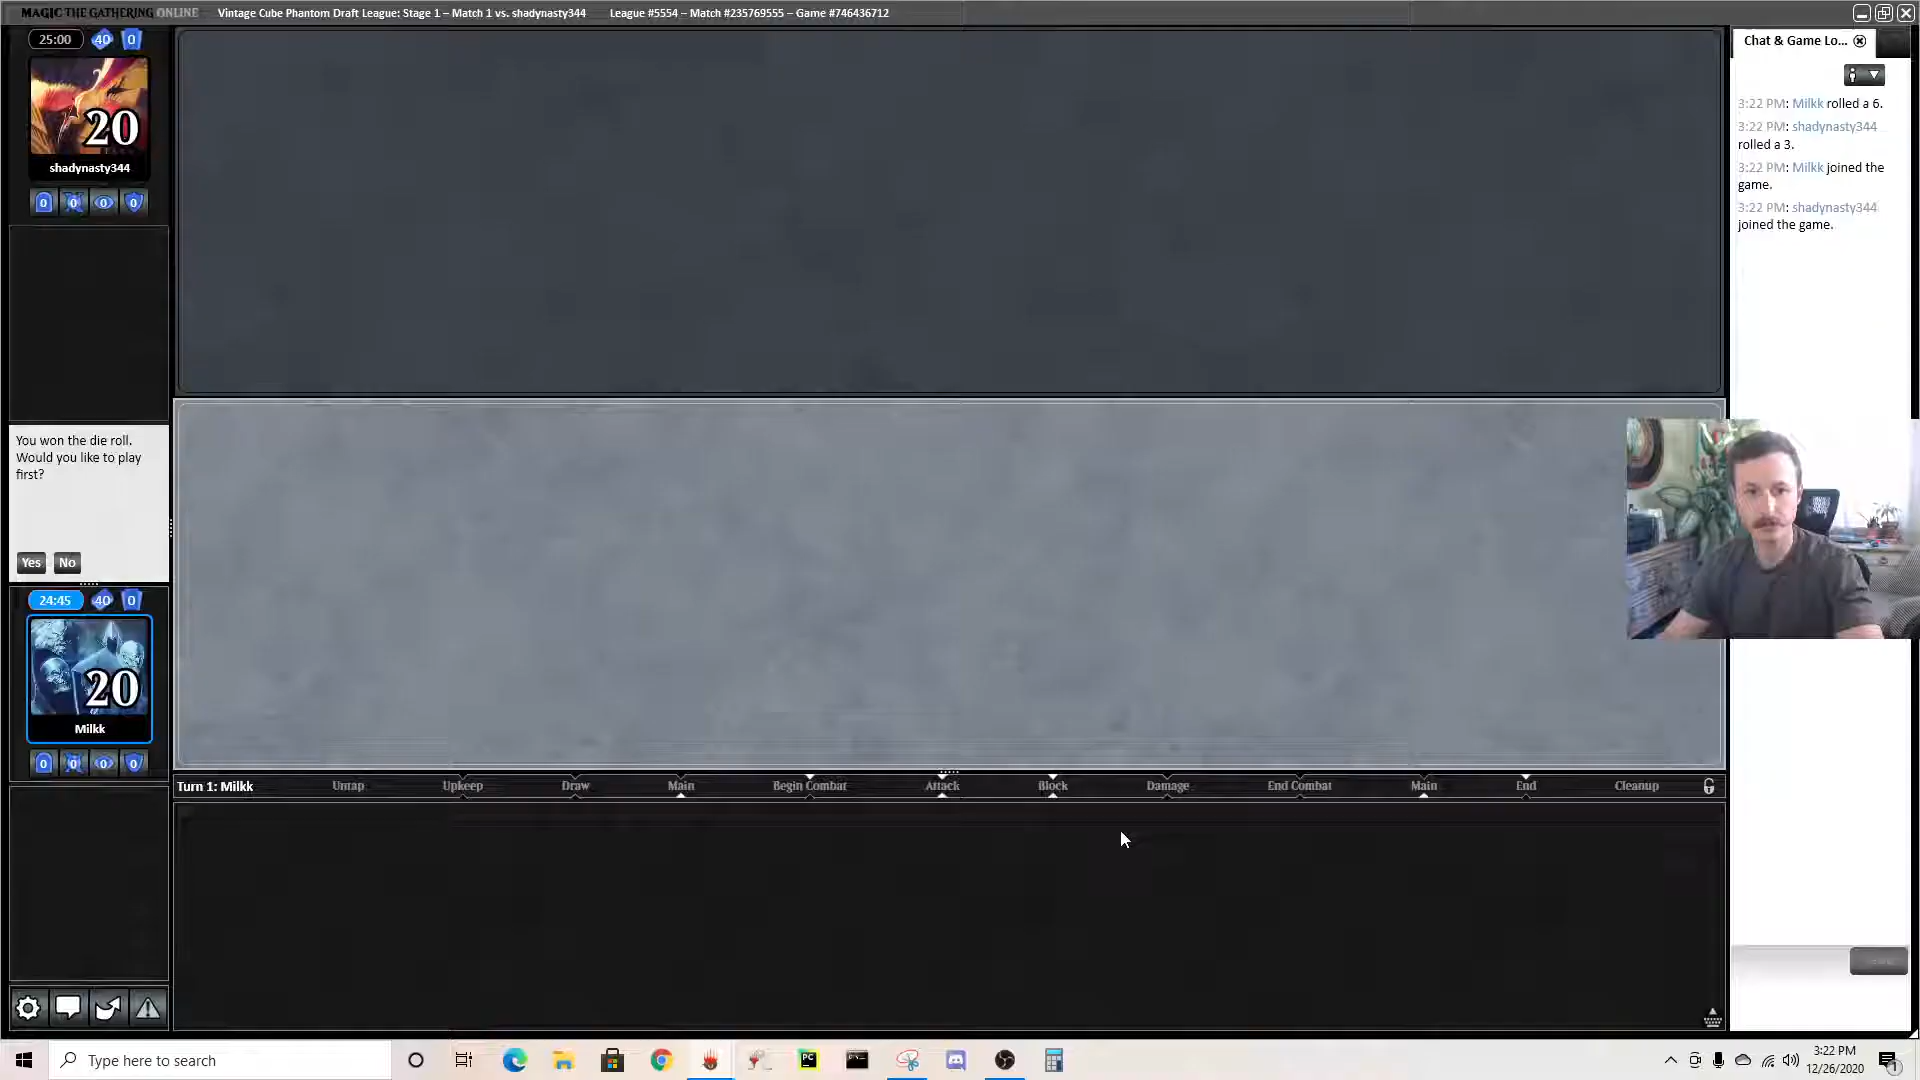 MAGIC THE GATHERING ONLINE
Vintage Cube Phantom Draft League: Stage 1 – Match 1 vs. shadynasty344
League #5554 – Match #235769555 – Game #746436712
25:00
40
0
20
shadynasty344
0
0
0
0
You won the die roll.
Would you like to play
first?
Yes
No
24:45
40
0
20
Milkk
0
0
0
0
Turn 1: Milkk
Untap
Upkeep
Draw
Main
Begin Combat
Attack
Block
Damage
End Combat
Main
End
Cleanup
Chat & Game Lo...
3:22 PM: Milkk rolled a 6.
3:22 PM: shadynasty344
rolled a 3.
3:22 PM: Milkk joined the
game.
3:22 PM: shadynasty344
joined the game.
Type here to search
PC
3:22 PM
12/26/2020
1